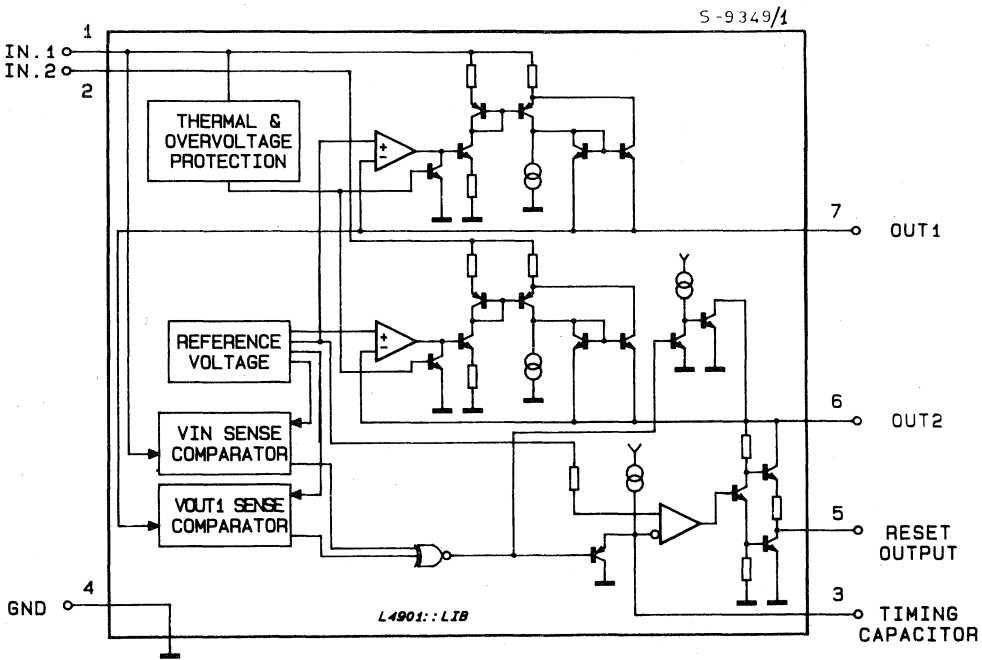 S-9349/1
1
IN.1
IN.2
2
THERMAL &
OVERVOLTAGE
PROTECTION
+
-
7
OUT1
REFERENCE
VOLTAGE
+
-
6
OUT2
VIN SENSE
COMPARATOR
VOUT1 SENSE
COMPARATOR
5
RESET
OUTPUT
4
GND
3
TIMING
CAPACITOR
L4901::LIB